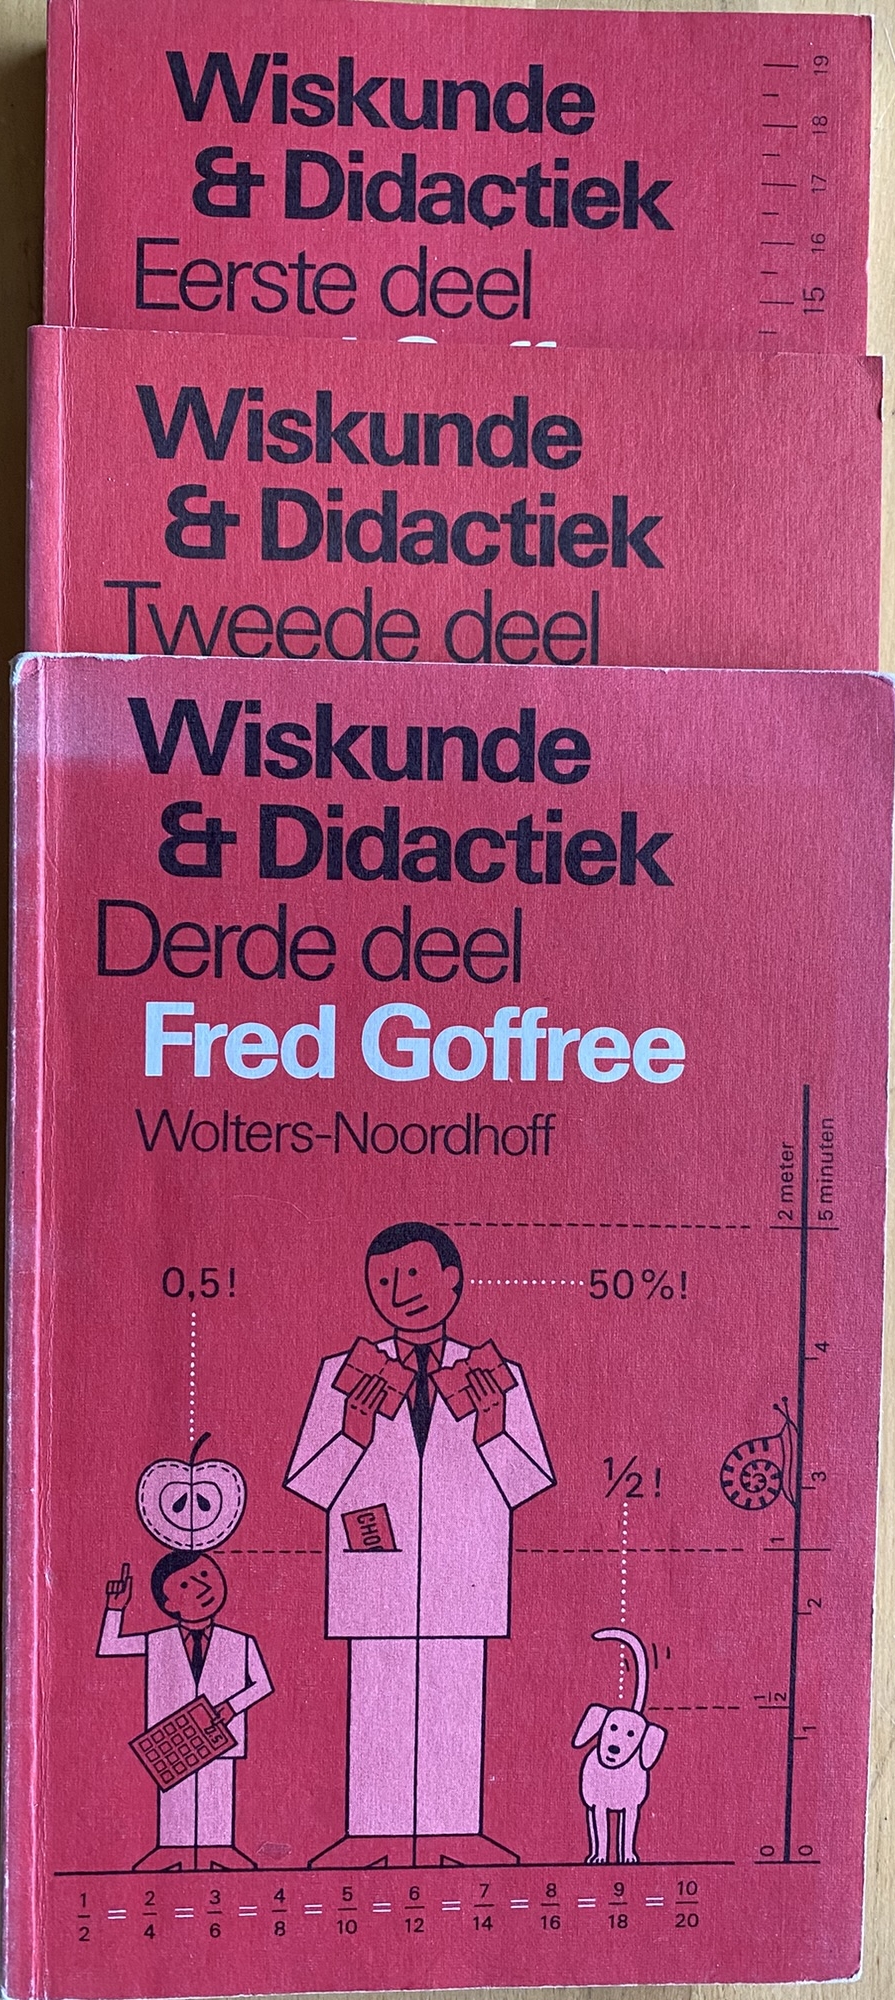 Wiskunde
& Didactiek
Eerste deel
19
18
17
16
15
Wiskunde
& Didactiek
Tweede deel
Wiskunde
& Didactiek
Derde deel
Fred Goffree
Wolters-Noordhoff
2 meter
5 minuten
0,5!
50%!
4
½!
3
CHO
1
2
1/2
1
0
0
1/2 = 2/4 = 3/6 = 4/8 = 5/10 = 6/12 = 7/14 = 8/16 = 9/18 = 10/20